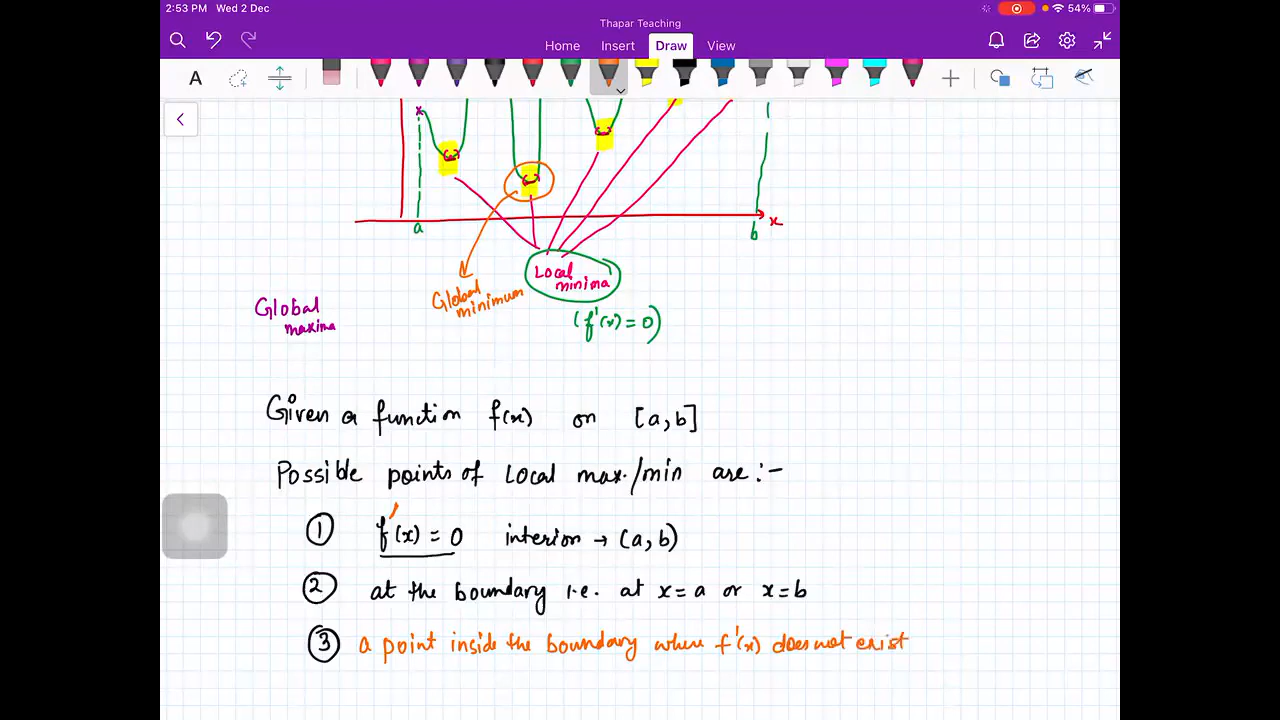 2:53 PM Wed 2 Dec
54%
Thapar Teaching
Home Insert Draw View
A
x
a
b x
Local
minima
Global
minimum
Global
maxima
(f'(x) = 0)
Given a function f(x) on [a, b]
Possible points of Local max./min are :-
① f'(x) = 0 interior → (a, b)
② at the boundary i.e. at x = a or x = b
③ a point inside the boundary where f'(x) does not exist